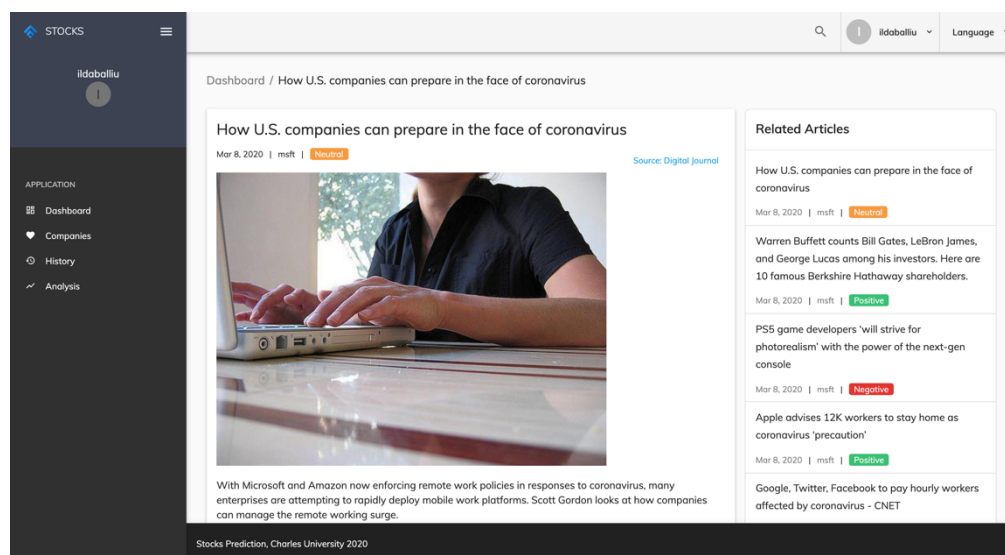 STOCKS
ildaballiu
I
APPLICATION
Dashboard
Companies
History
Analysis
I
ildaballiu
Language
Dashboard / How U.S. companies can prepare in the face of coronavirus
How U.S. companies can prepare in the face of coronavirus
Mar 8, 2020 | msft | Neutral
Source: Digital Journal
With Microsoft and Amazon now enforcing remote work policies in responses to coronavirus, many
enterprises are attempting to rapidly deploy mobile work platforms. Scott Gordon looks at how companies
can manage the remote working surge.
Related Articles
How U.S. companies can prepare in the face of
coronavirus
Mar 8, 2020 | msft | Neutral
Warren Buffett counts Bill Gates, LeBron James,
and George Lucas among his investors. Here are
10 famous Berkshire Hathaway shareholders.
Mar 8, 2020 | msft | Positive
PS5 game developers ‘will strive for
photorealism’ with the power of the next-gen
console
Mar 8, 2020 | msft | Negative
Apple advises 12K workers to stay home as
coronavirus ‘precaution’
Mar 8, 2020 | msft | Positive
Google, Twitter, Facebook to pay hourly workers
affected by coronavirus - CNET
Stocks Prediction, Charles University 2020